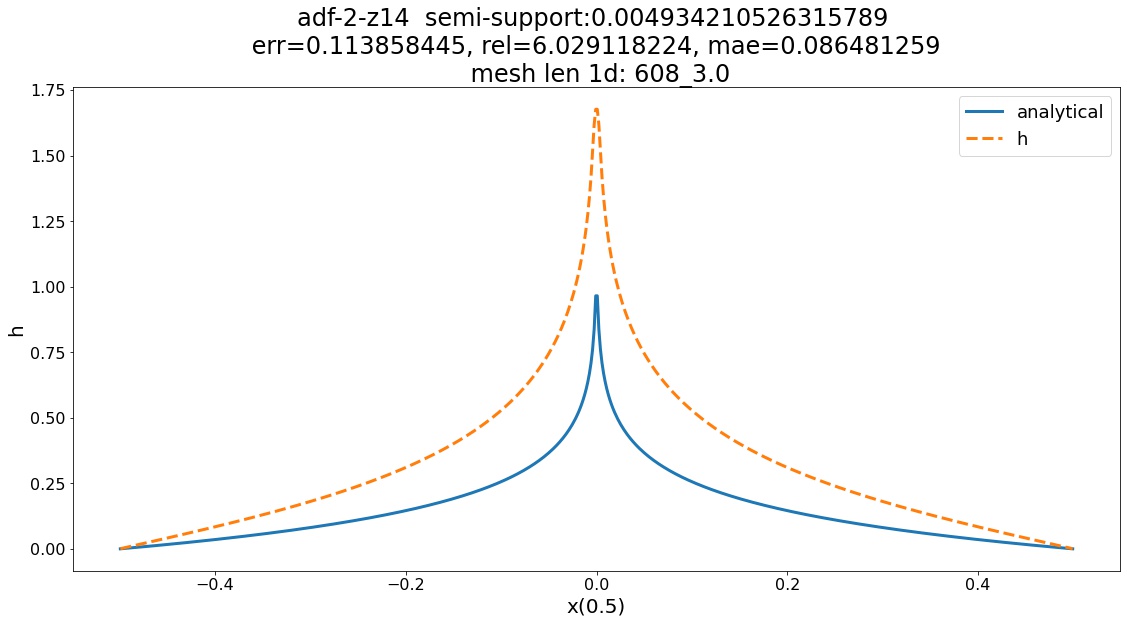 adf-2-z14  semi-support:0.004934210526315789
err=0.113858445, rel=6.029118224, mae=0.086481259
mesh len 1d: 608_3.0
1.75
1.50
1.25
1.00
0.75
0.50
0.25
0.00
h
analytical
h
−0.4
−0.2
0.0
0.2
0.4
x(0.5)